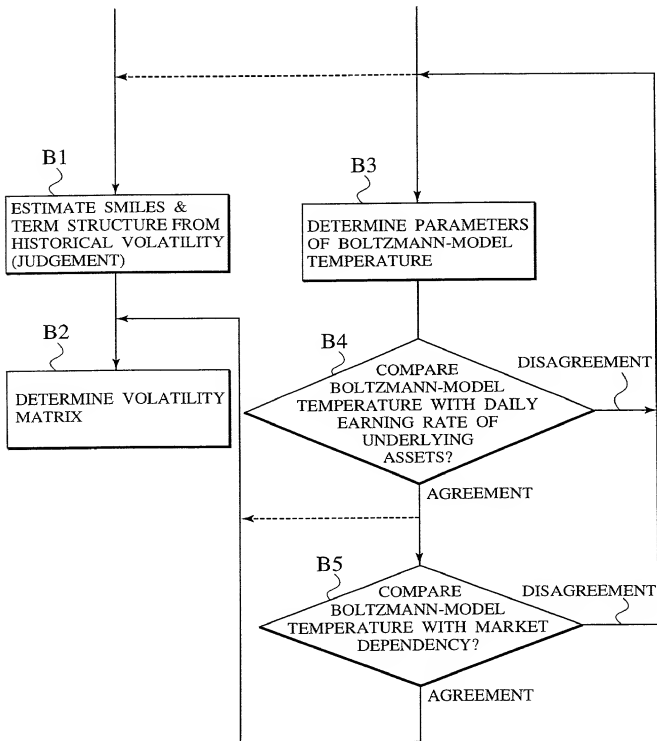 B1
ESTIMATE SMILES &
TERM STRUCTURE FROM
HISTORICAL VOLATILITY
(JUDGEMENT)
B2
DETERMINE VOLATILITY
MATRIX
B3
DETERMINE PARAMETERS
OF BOLTZMANN-MODEL
TEMPERATURE
B4
COMPARE
BOLTZMANN-MODEL
TEMPERATURE WITH DAILY
EARNING RATE OF
UNDERLYING
ASSETS?
DISAGREEMENT
AGREEMENT
B5
COMPARE
BOLTZMANN-MODEL
TEMPERATURE WITH MARKET
DEPENDENCY?
DISAGREEMENT
AGREEMENT